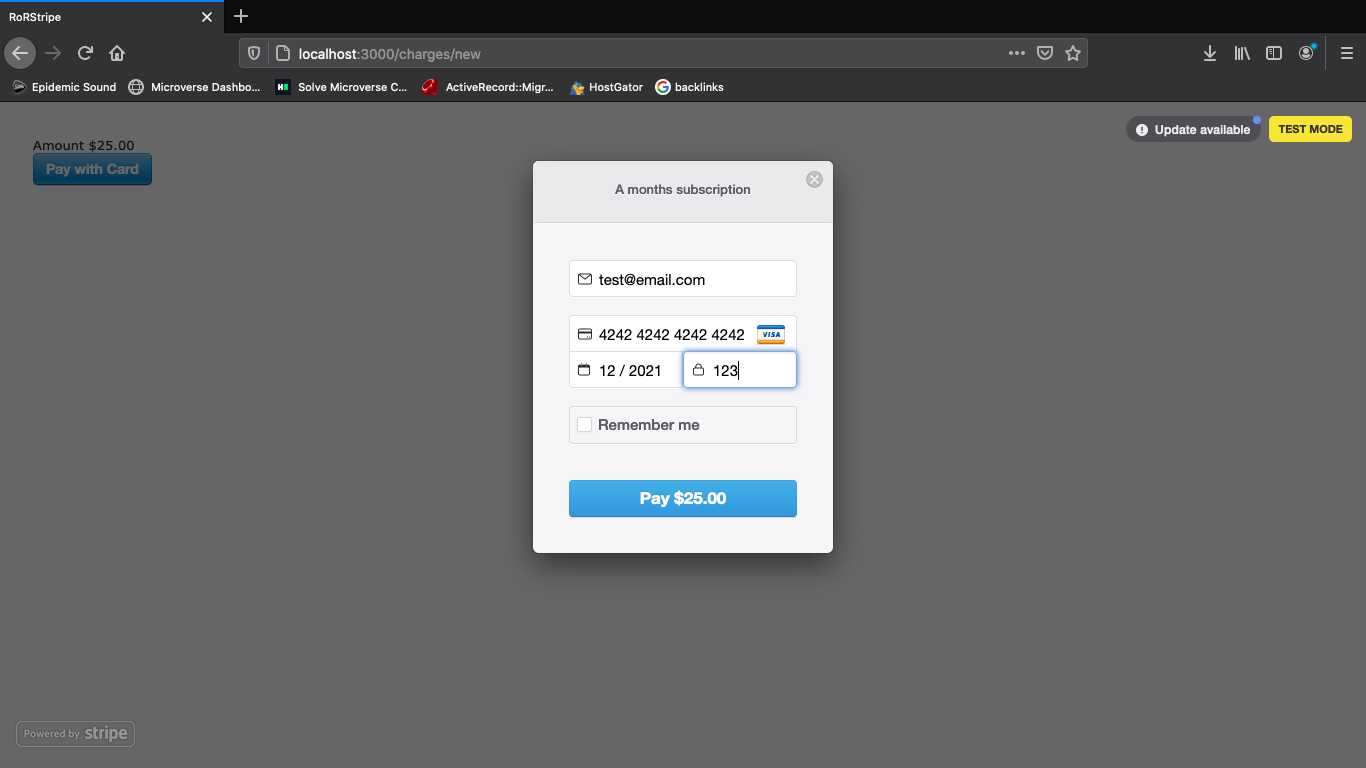 RoRStripe
localhost:3000/charges/new
Epidemic Sound Microverse Dashbo... Solve Microverse C... ActiveRecord::Migr... HostGator backlinks
Update available TEST MODE
Amount $25.00
Pay with Card
A months subscription
test@email.com
4242 4242 4242 4242 VISA
12 / 2021 123
Remember me
Pay $25.00
Powered by stripe